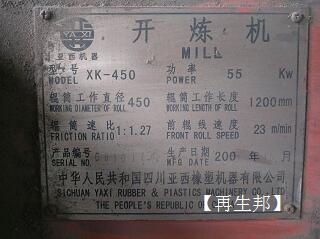 YAXI
亚西机器
开炼机
MILL
型号 MODEL XK-450 功率 POWER 55 Kw
辊筒工作直径 450 辊筒工作长度 1200mm
WORKING DIAMETER OF ROLL WORKING LENGTH OF ROLL
辊筒速比 1:1.27 前辊线速度 23 m/min
FRICTION RATIO FRONT ROLL SPEED
产品编号 生产日期 200 年 月
SERIAL NO. MFG DATE
中华人民共和国四川亚西橡塑机器有限公司
SICHUAN YAXI RUBBER & PLASTICS MACHINERY CO.,LTD
THE PEOPLE'S REPUBLIC OF
【再生邦】